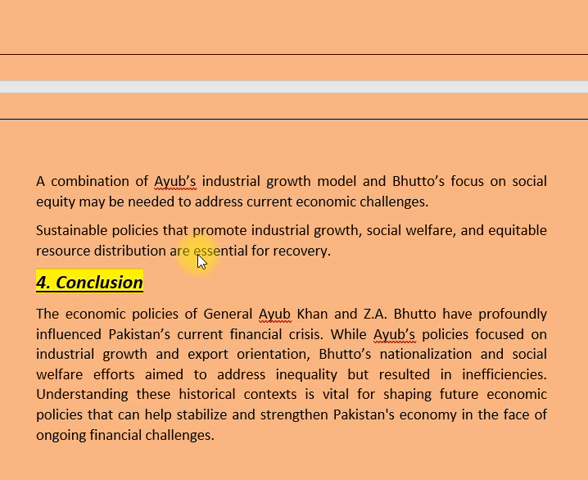 A combination of Ayub’s industrial growth model and Bhutto’s focus on social
equity may be needed to address current economic challenges.
Sustainable policies that promote industrial growth, social welfare, and equitable
resource distribution are essential for recovery.
4. Conclusion
The economic policies of General Ayub Khan and Z.A. Bhutto have profoundly
influenced Pakistan’s current financial crisis. While Ayub’s policies focused on
industrial growth and export orientation, Bhutto’s nationalization and social
welfare efforts aimed to address inequality but resulted in inefficiencies.
Understanding these historical contexts is vital for shaping future economic
policies that can help stabilize and strengthen Pakistan's economy in the face of
ongoing financial challenges.